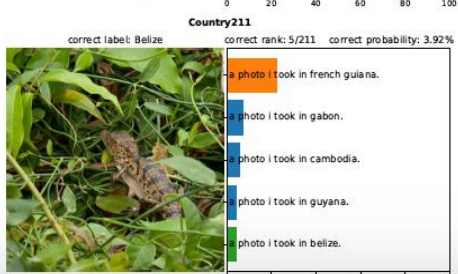 0 20 40 60 80 100
Country211
correct label: Belize correct rank: 5/211 correct probability: 3.92%
a photo i took in french guiana.
a photo i took in gabon.
a photo i took in cambodia.
a photo i took in guyana.
a photo i took in belize.